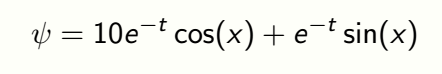 ψ = 10e⁻ᵗ cos(x) + e⁻ᵗ sin(x)